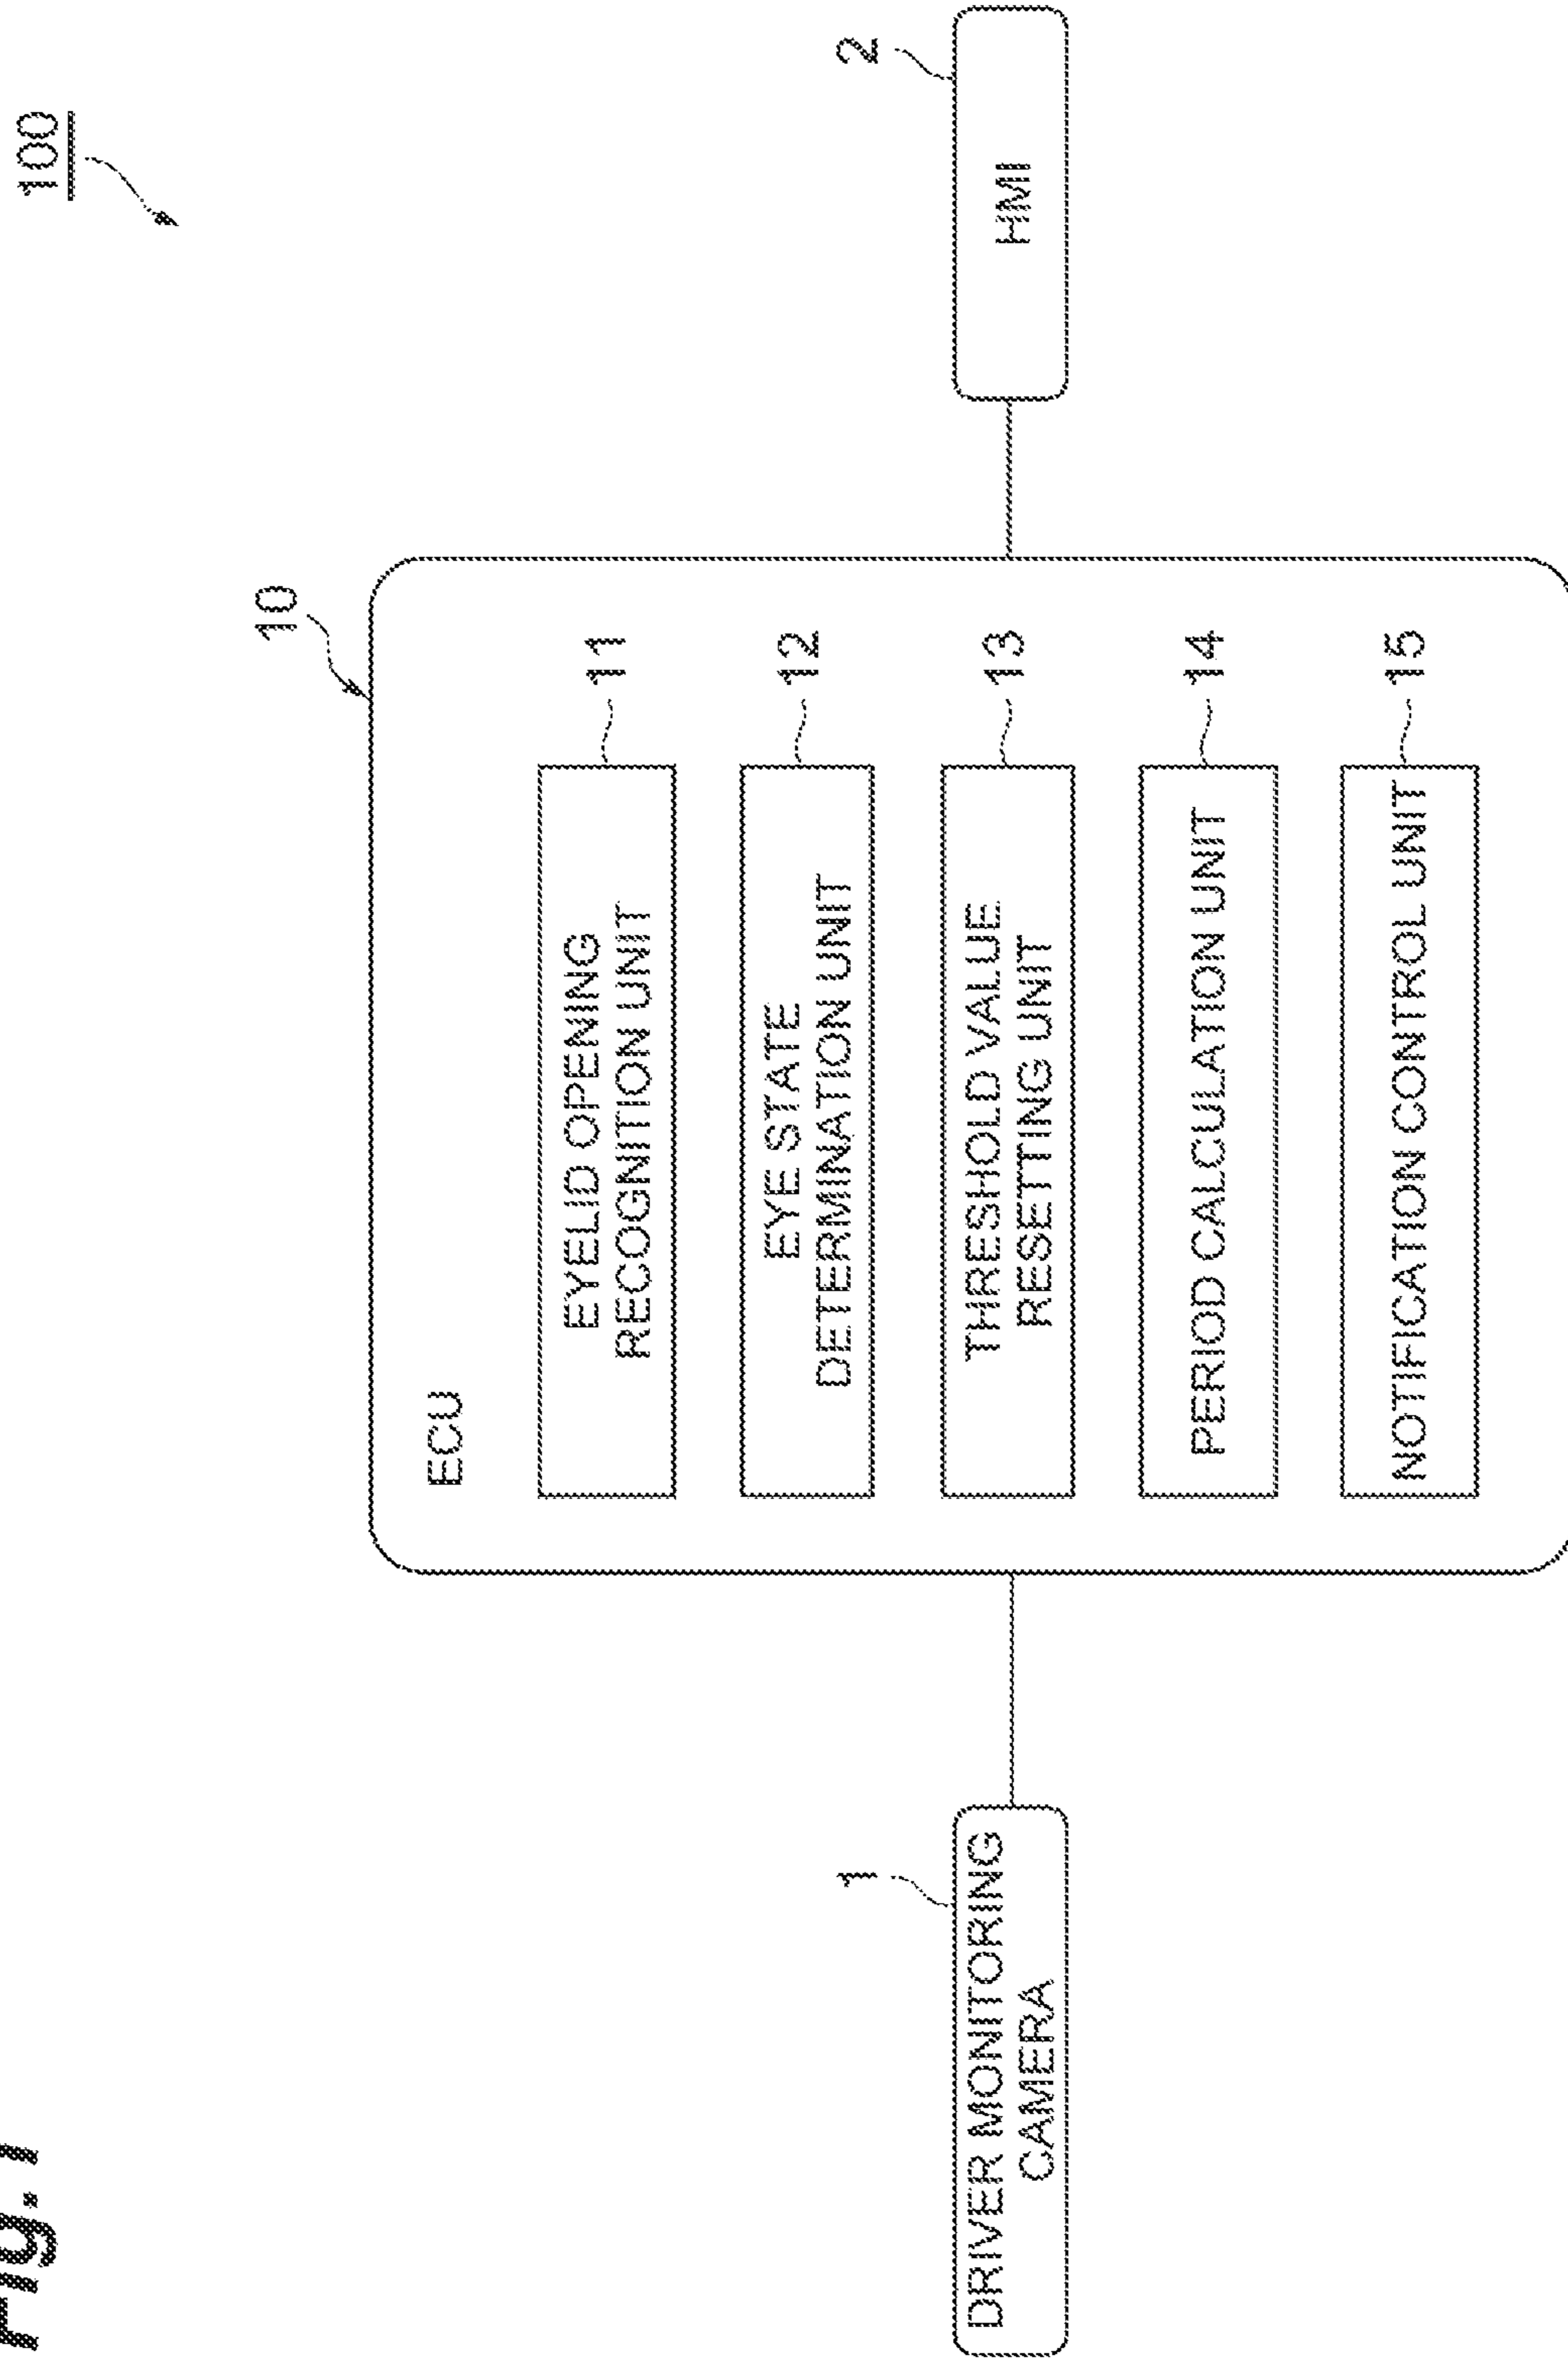 Fig.1
100
10
ECU
EYELID OPENING
RECOGNITION UNIT
11
EYE STATE
DETERMINATION UNIT
12
THRESHOLD VALUE
RESETTING UNIT
13
PERIOD CALCULATION UNIT
14
NOTIFICATION CONTROL UNIT
15
1
DRIVER MONITORING
CAMERA
2
HMI